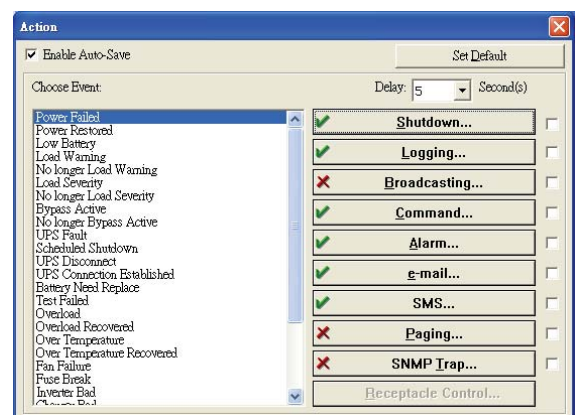 Action
Enable Auto-Save
Set Default
Choose Event:
Delay: 5 Second(s)
Power Failed
Power Restored
Low Battery
Load Warning
No longer Load Warning
Load Severity
No longer Load Severity
Bypass Active
No longer Bypass Active
UPS Fault
Scheduled Shutdown
UPS Disconnect
UPS Connection Established
Battery Need Replace
Test Failed
Overload
Overload Recovered
Over Temperature
Over Temperature Recovered
Fan Failure
Fuse Break
Inverter Bad
Shutdown...
Logging...
Broadcasting...
Command...
Alarm...
e-mail...
SMS...
Paging...
SNMP Trap...
Receptacle Control...